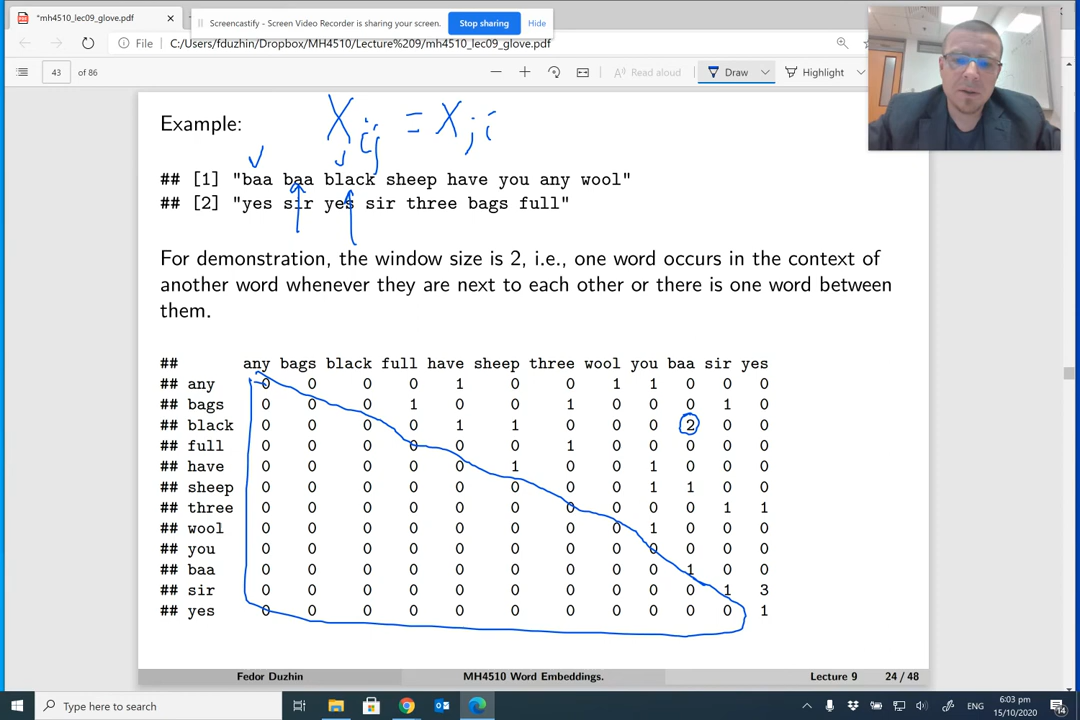 *mh4510_lec09_glove.pdf
Screencastify - Screen Video Recorder is sharing your screen. Stop sharing Hide
File C:/Users/fduzhin/Dropbox/MH4510/Lecture%209/mh4510_lec09_glove.pdf
43 of 86 Read aloud Draw Highlight
Example: X ij = X ji
## [1] "baa baa black sheep have you any wool"
## [2] "yes sir yes sir three bags full"
For demonstration, the window size is 2, i.e., one word occurs in the context of
another word whenever they are next to each other or there is one word between
them.
## any bags black full have sheep three wool you baa sir yes
## any 0 0 0 0 1 0 0 1 1 0 0 0
## bags 0 0 0 1 0 0 1 0 0 0 1 0
## black 0 0 0 0 1 1 0 0 0 2 0 0
## full 0 0 0 0 0 0 1 0 0 0 0 0
## have 0 0 0 0 0 1 0 0 1 0 0 0
## sheep 0 0 0 0 0 0 0 0 1 1 0 0
## three 0 0 0 0 0 0 0 0 0 0 1 1
## wool 0 0 0 0 0 0 0 0 1 0 0 0
## you 0 0 0 0 0 0 0 0 0 0 0 0
## baa 0 0 0 0 0 0 0 0 0 1 0 0
## sir 0 0 0 0 0 0 0 0 0 0 1 3
## yes 0 0 0 0 0 0 0 0 0 0 0 1
Fedor Duzhin MH4510 Word Embeddings. Lecture 9 24 / 48
Type here to search
ENG
6:03 pm
15/10/2020
14